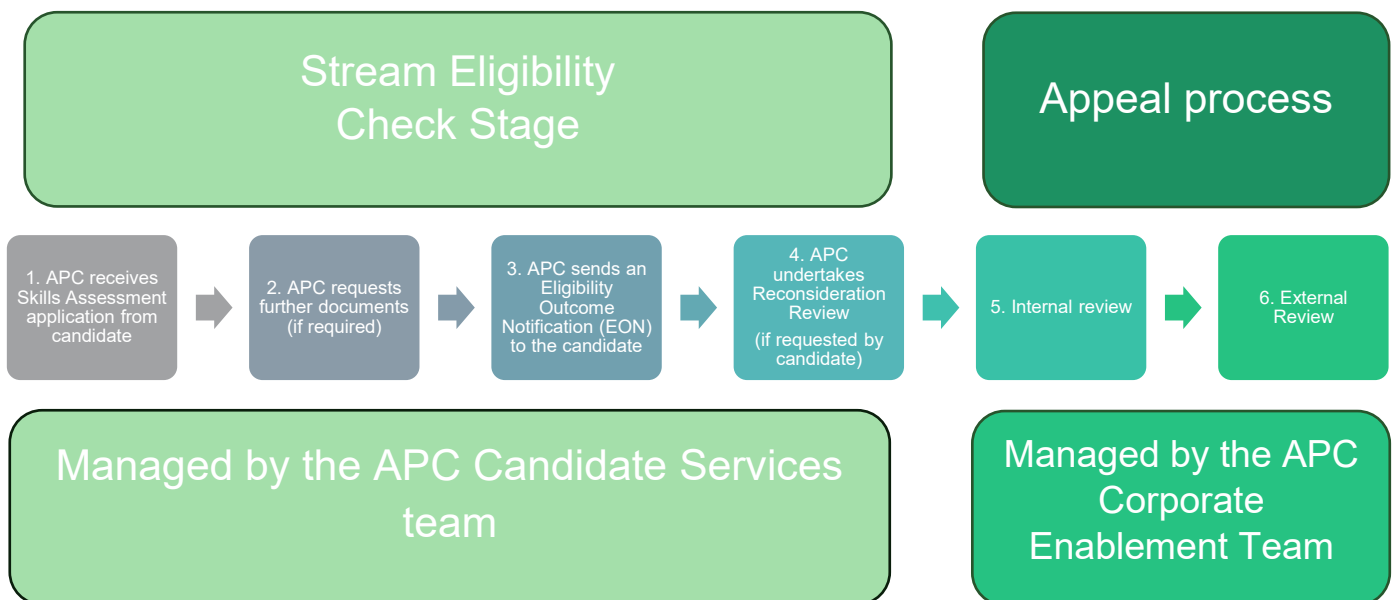 Stream Eligibility
Check Stage
Appeal process
1. APC receives
Skills Assessment
application from
candidate
2. APC requests
further documents
(if required)
3. APC sends an
Eligibility
Outcome
Notification (EON)
to the candidate
4. APC
undertakes
Reconsideration
Review
(if requested by
candidate)
5. Internal review
6. External
Review
Managed by the APC Candidate Services
team
Managed by the APC
Corporate
Enablement Team